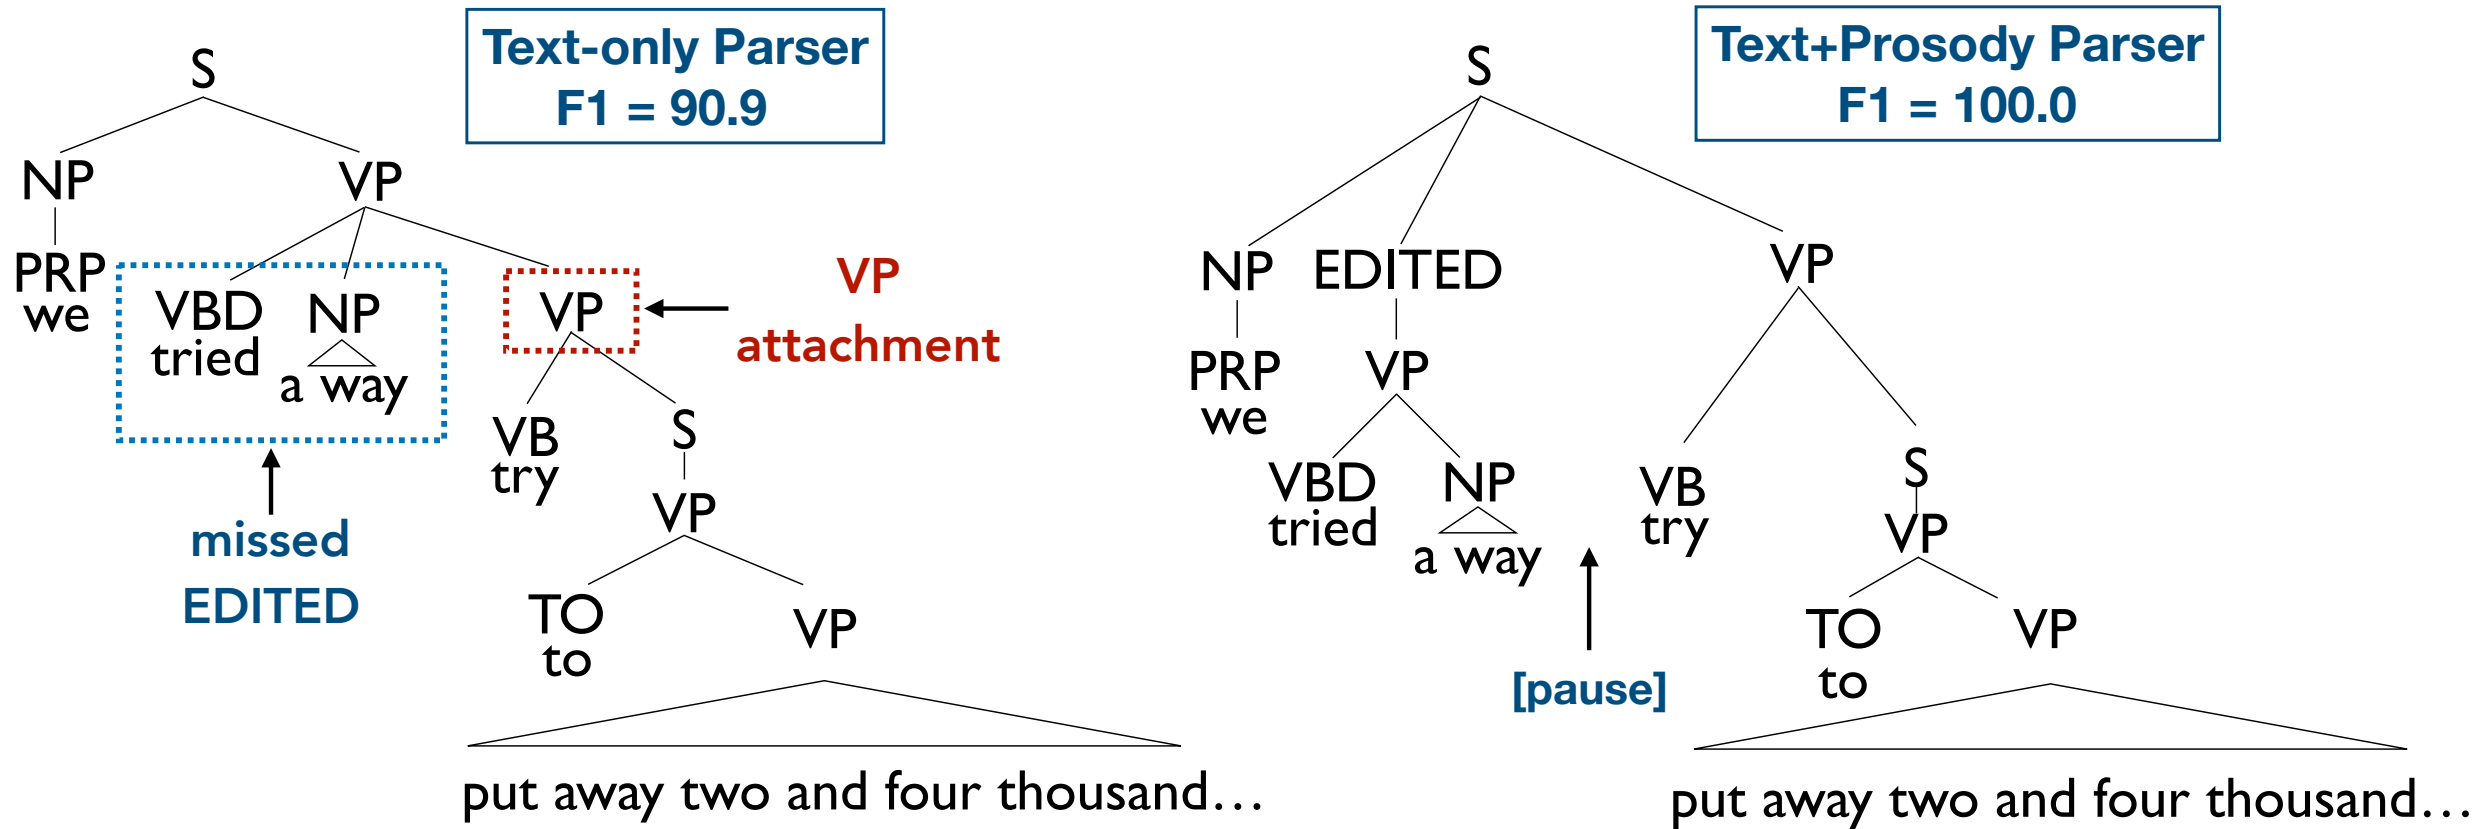 Text-only Parser
F1 = 90.9
S
NP
VP
PRP
we
VBD
tried
NP
a way
VP
VP
attachment
missed
EDITED
VB
try
S
VP
TO
to
VP
put away two and four thousand…
Text+Prosody Parser
F1 = 100.0
S
NP
EDITED
VP
PRP
we
VP
VBD
tried
NP
a way
[pause]
VB
try
S
VP
TO
to
VP
put away two and four thousand…